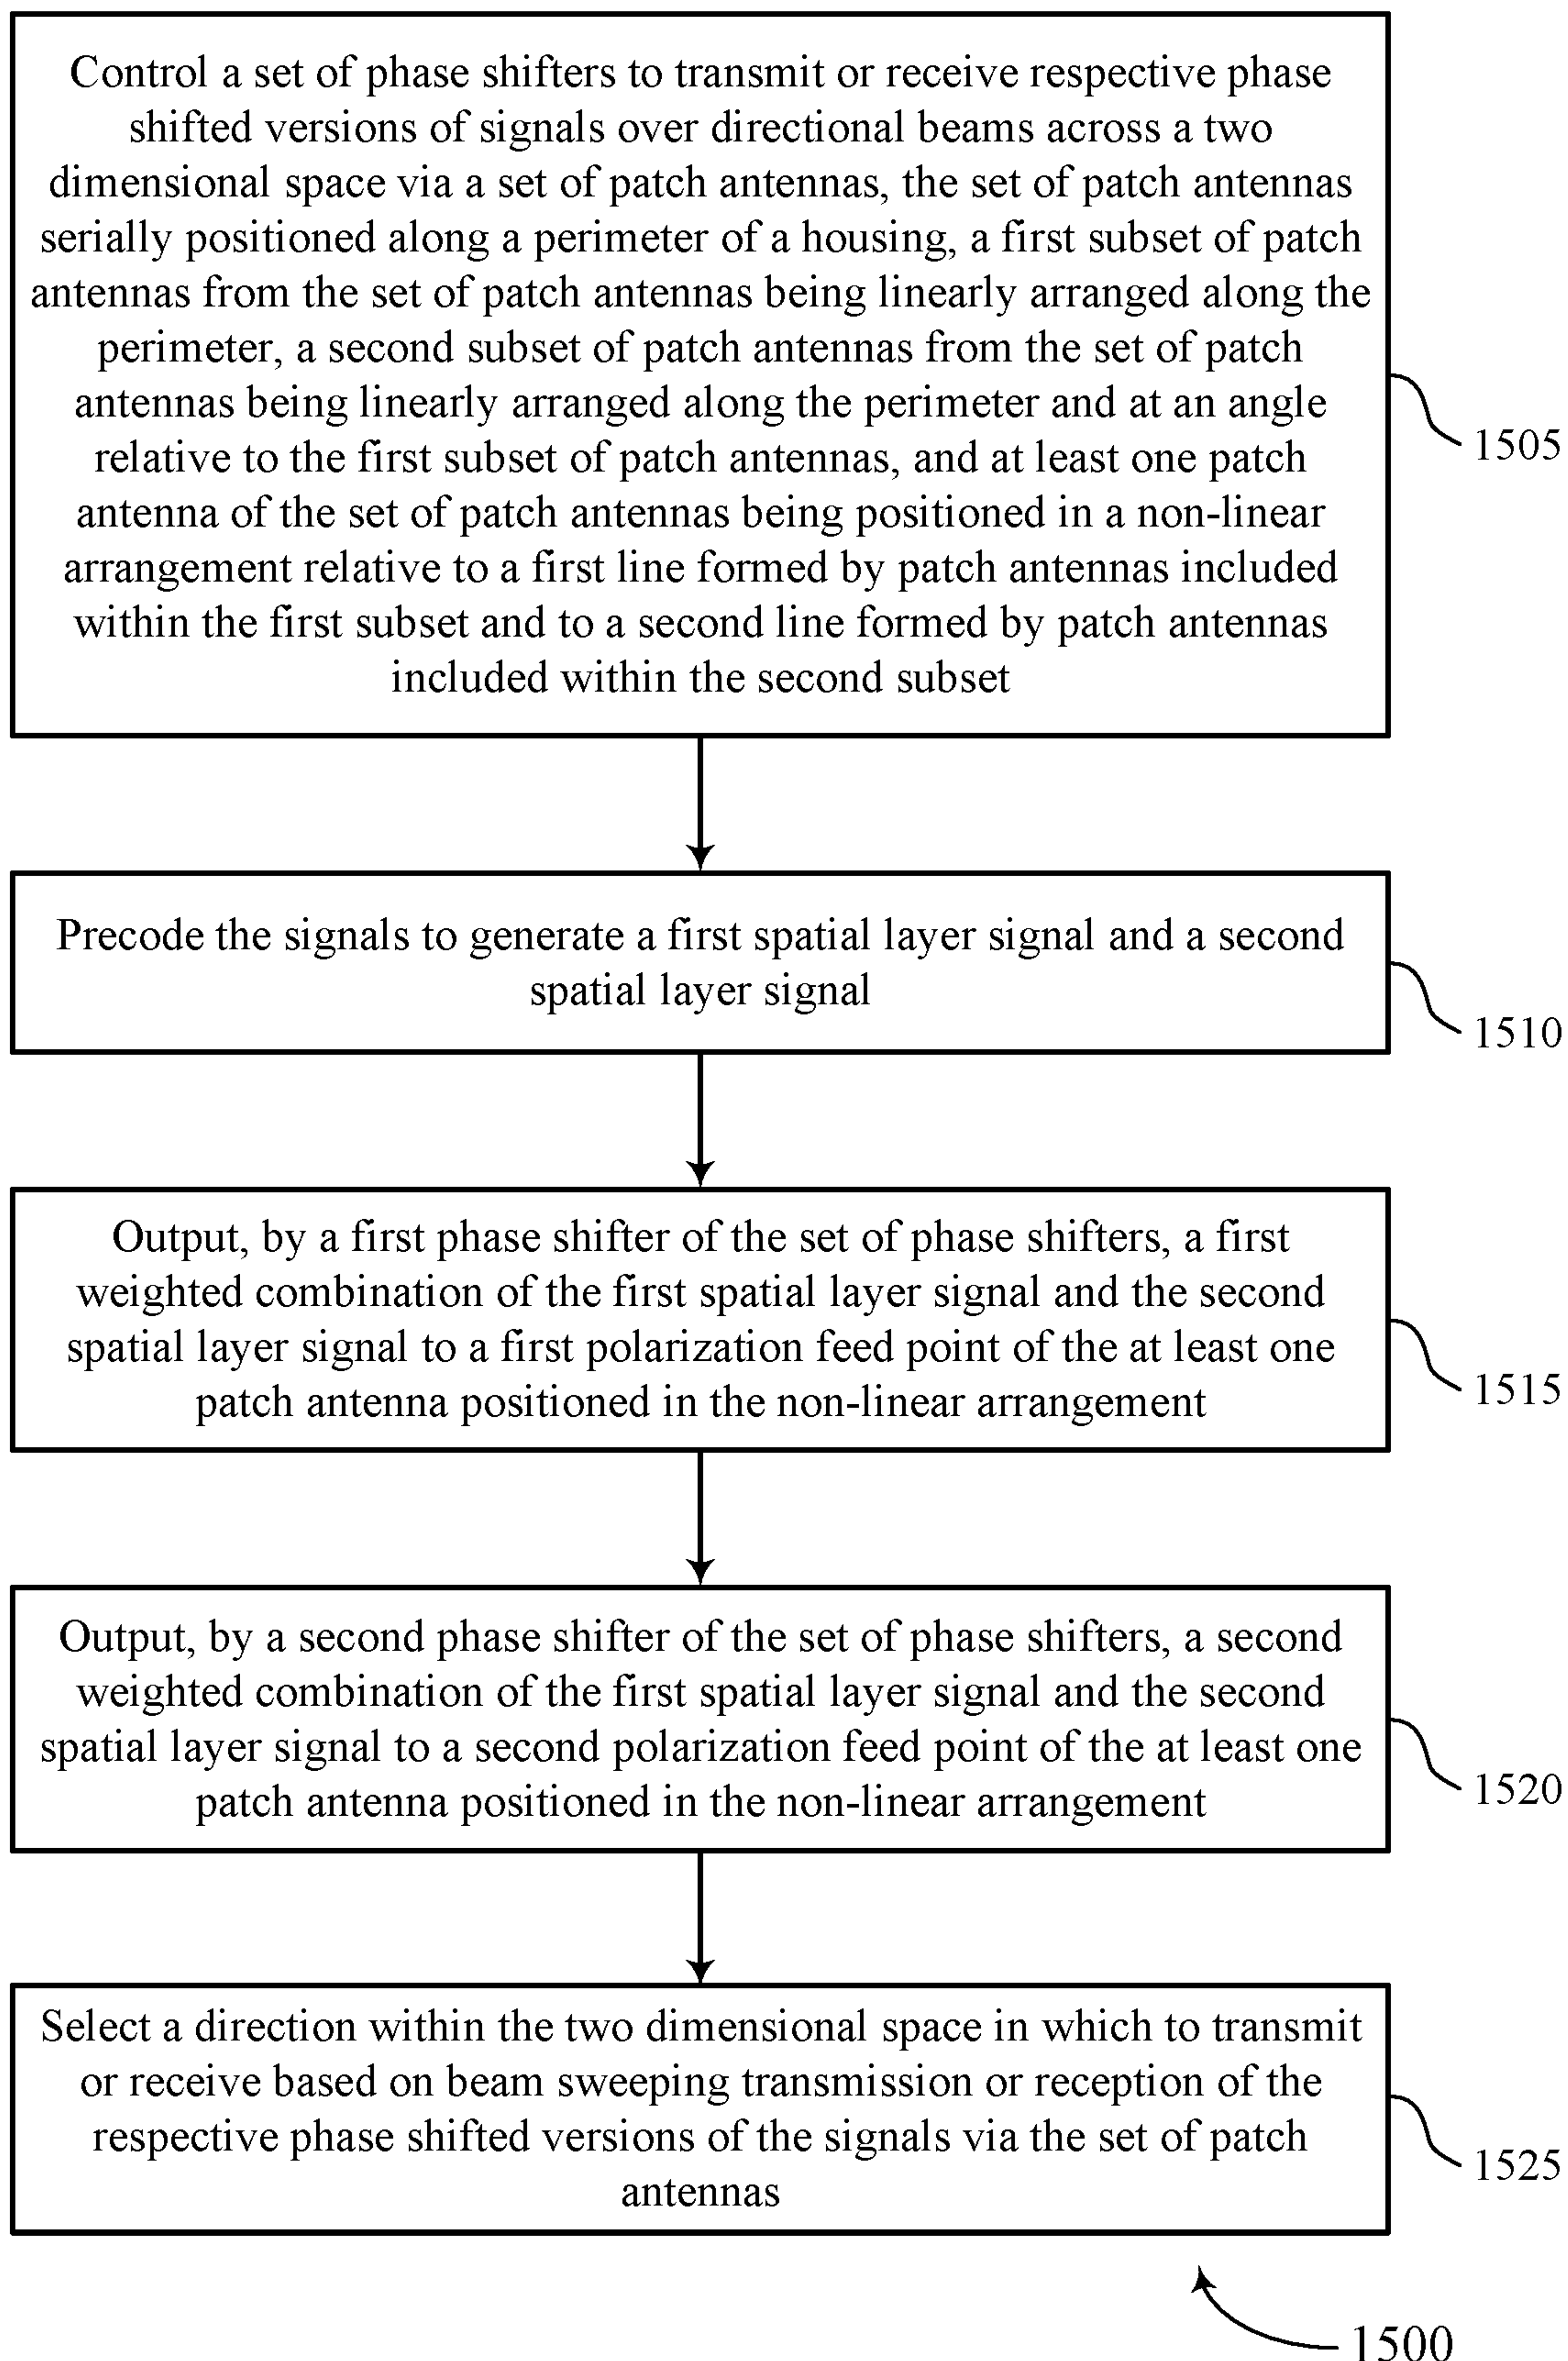 Control a set of phase shifters to transmit or receive respective phase
shifted versions of signals over directional beams across a two
dimensional space via a set of patch antennas, the set of patch antennas
serially positioned along a perimeter of a housing, a first subset of patch
antennas from the set of patch antennas being linearly arranged along the
perimeter, a second subset of patch antennas from the set of patch
antennas being linearly arranged along the perimeter and at an angle
relative to the first subset of patch antennas, and at least one patch
antenna of the set of patch antennas being positioned in a non-linear
arrangement relative to a first line formed by patch antennas included
within the first subset and to a second line formed by patch antennas
included within the second subset
1505
Precode the signals to generate a first spatial layer signal and a second
spatial layer signal
1510
Output, by a first phase shifter of the set of phase shifters, a first
weighted combination of the first spatial layer signal and the second
spatial layer signal to a first polarization feed point of the at least one
patch antenna positioned in the non-linear arrangement
1515
Output, by a second phase shifter of the set of phase shifters, a second
weighted combination of the first spatial layer signal and the second
spatial layer signal to a second polarization feed point of the at least one
patch antenna positioned in the non-linear arrangement
1520
Select a direction within the two dimensional space in which to transmit
or receive based on beam sweeping transmission or reception of the
respective phase shifted versions of the signals via the set of patch
antennas
1525
1500